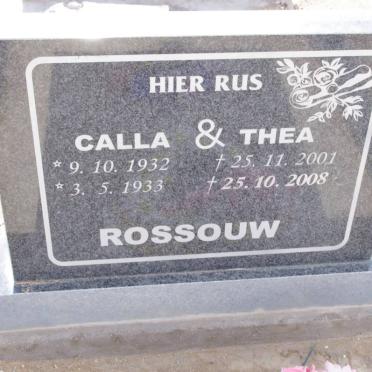 HIER RUS
CALLA & THEA
* 9. 10. 1932 † 25. 11. 2001
* 3. 5. 1933 † 25. 10. 2008
ROSSOUW